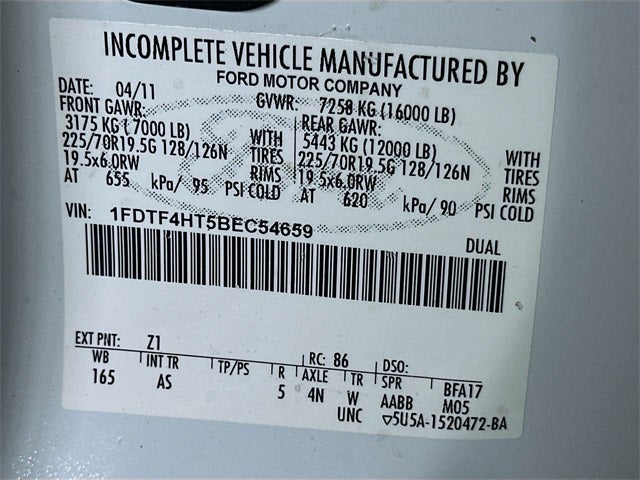 INCOMPLETE VEHICLE MANUFACTURED BY
FORD MOTOR COMPANY
DATE: 04/11 GVWR: 7258 KG (16000 LB)
FRONT GAWR: REAR GAWR:
3175 KG (7000 LB) WITH 5443 KG (12000 LB) WITH
225/70R19.5G 128/126N TIRES 225/70R19.5G 128/126N TIRES
19.5x6.0RW RIMS 19.5x6.0RW RIMS
AT 655 kPa/ 95 PSI COLD AT 620 kPa/ 90 PSI COLD
VIN: 1FDTF4HT5BEC54659
DUAL
EXT PNT: Z1 RC: 86 DSO:
WB INT TR TP/PS R AXLE TR SPR BFA17
165 AS 5 4N W AABB M05
UNC ▽5U5A-1520472-BA